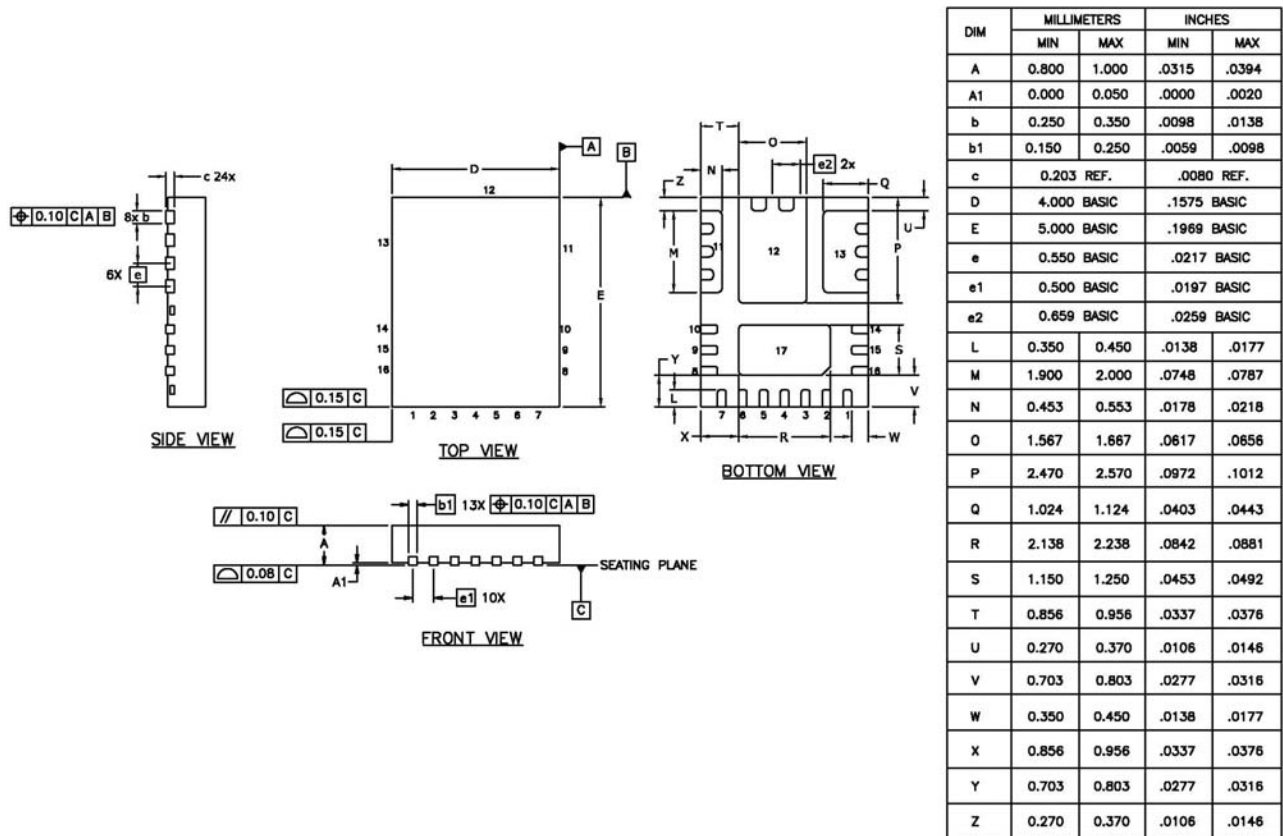 c 24x
⌖ 0.10 C A B
8x b
6X e
SIDE VIEW
D
A
B
12
13
11
E
14
10
15
9
16
8
⌓ 0.15 C
⌓ 0.15 C
1 2 3 4 5 6 7
TOP VIEW
T
O
e2 2x
N
Z
Q
U
M
11
12
13
P
10
14
9
17
15
S
8
16
Y
L
V
7 6 5 4 3 2 1
X
R
W
BOTTOM VIEW
b1 13X ⌖ 0.10 C A B
// 0.10 C
A
⌓ 0.08 C
A1
SEATING PLANE
e1 10X
C
FRONT VIEW
DIM MILLIMETERS INCHES
MIN MAX MIN MAX
A 0.800 1.000 .0315 .0394
A1 0.000 0.050 .0000 .0020
b 0.250 0.350 .0098 .0138
b1 0.150 0.250 .0059 .0098
c 0.203 REF. .0080 REF.
D 4.000 BASIC .1575 BASIC
E 5.000 BASIC .1969 BASIC
e 0.550 BASIC .0217 BASIC
e1 0.500 BASIC .0197 BASIC
e2 0.659 BASIC .0259 BASIC
L 0.350 0.450 .0138 .0177
M 1.900 2.000 .0748 .0787
N 0.453 0.553 .0178 .0218
O 1.567 1.667 .0617 .0656
P 2.470 2.570 .0972 .1012
Q 1.024 1.124 .0403 .0443
R 2.138 2.238 .0842 .0881
S 1.150 1.250 .0453 .0492
T 0.856 0.956 .0337 .0376
U 0.270 0.370 .0106 .0146
V 0.703 0.803 .0277 .0316
W 0.350 0.450 .0138 .0177
X 0.856 0.956 .0337 .0376
Y 0.703 0.803 .0277 .0316
Z 0.270 0.370 .0106 .0146